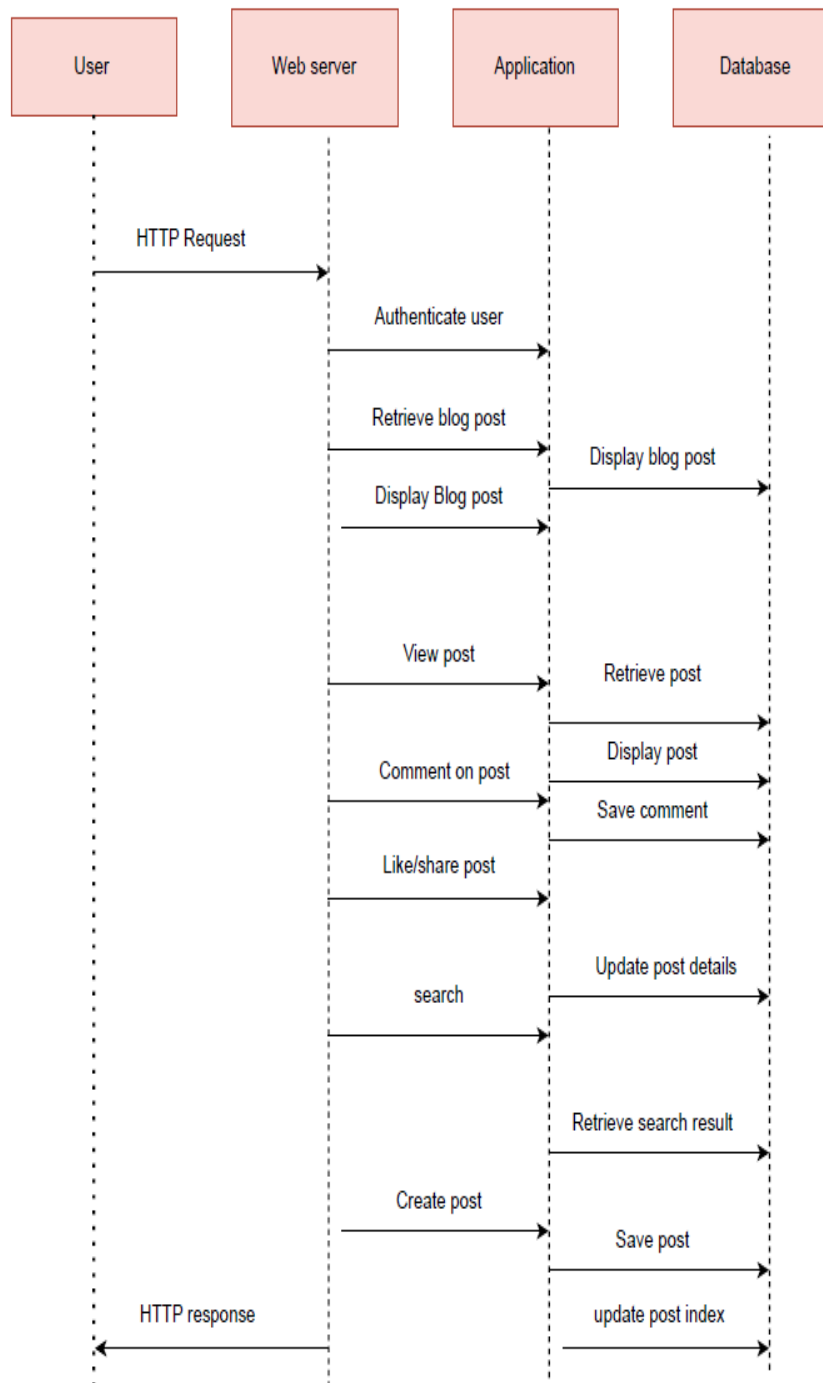 User
Web server
Application
Database
HTTP Request
Authenticate user
Retrieve blog post
Display blog post
Display Blog post
View post
Retrieve post
Display post
Comment on post
Save comment
Like/share post
Update post details
search
Retrieve search result
Create post
Save post
HTTP response
update post index